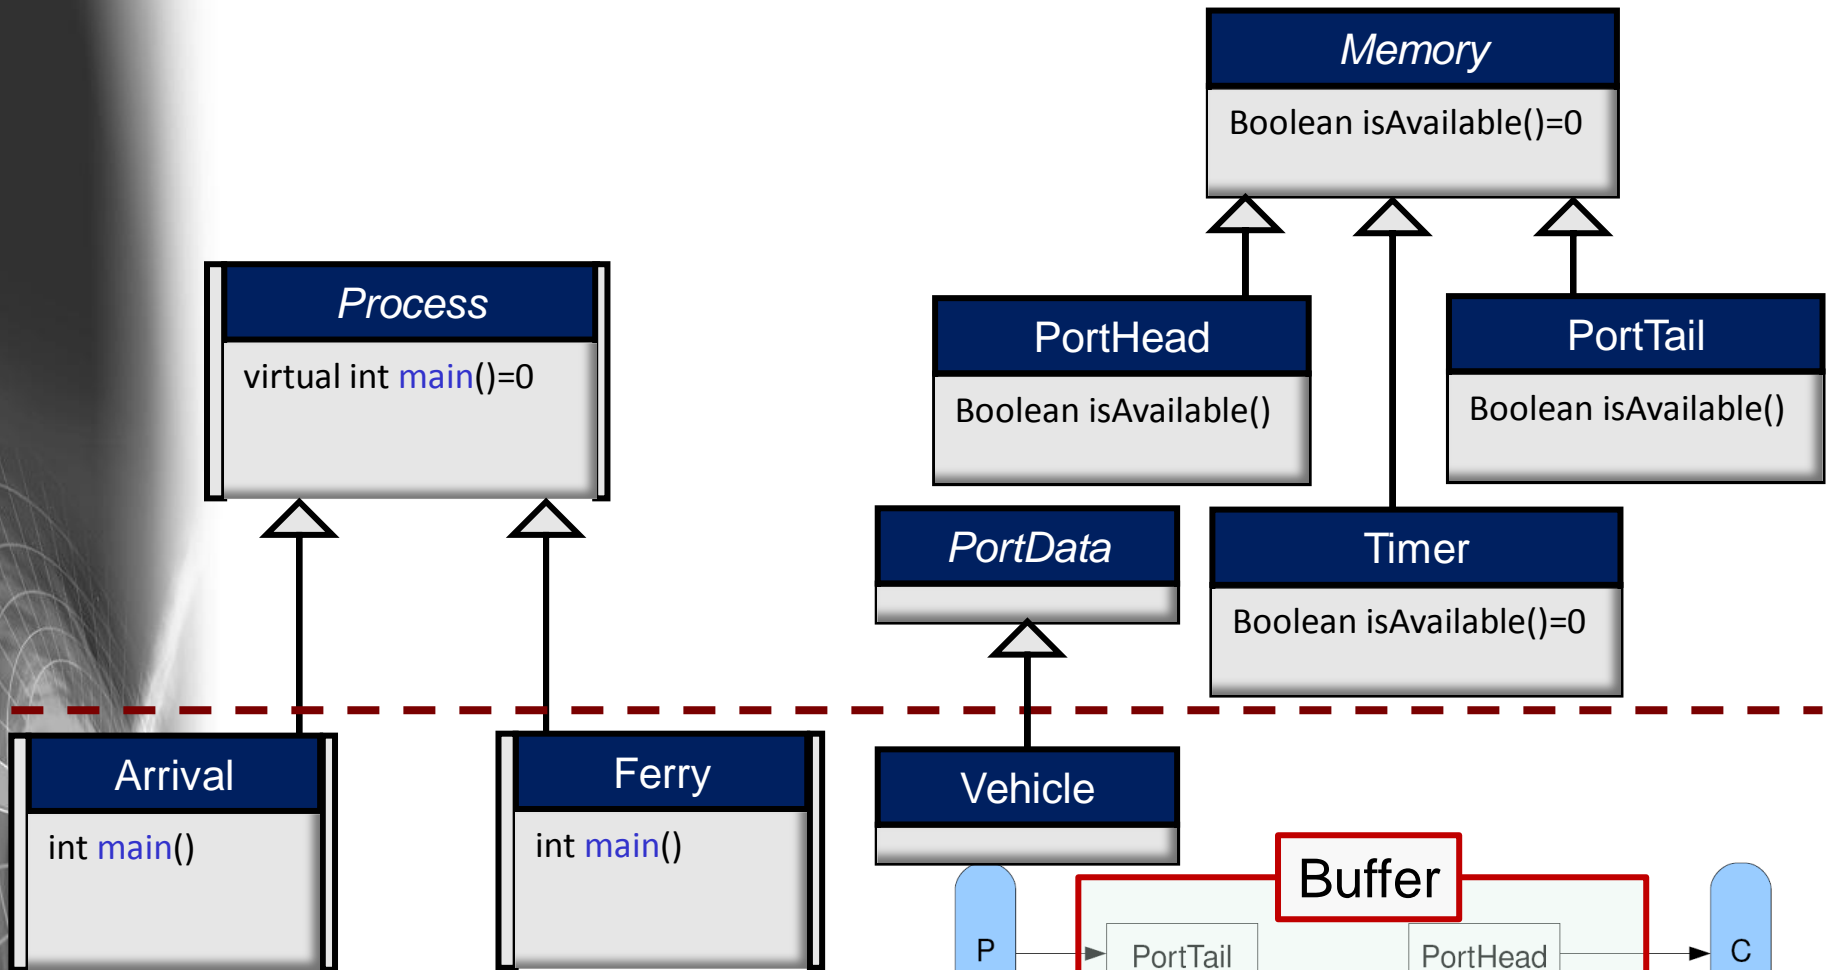 Memory
Boolean isAvailable()=0
Process
virtual int main()=0
PortHead
Boolean isAvailable()
PortTail
Boolean isAvailable()
PortData
Timer
Boolean isAvailable()=0
Arrival
int main()
Ferry
int main()
Vehicle
Buffer
P
PortTail
PortHead
C